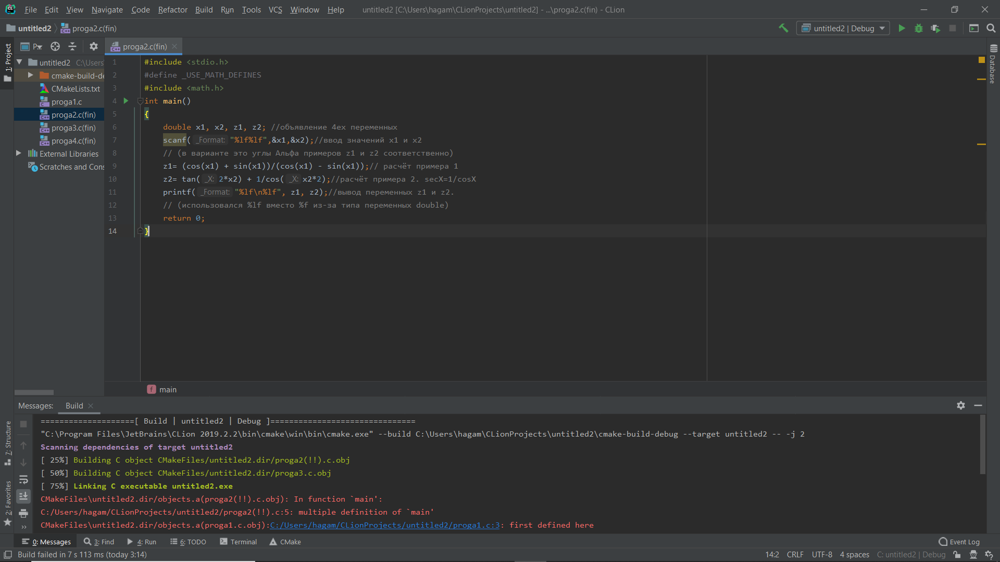 File Edit View Navigate Code Refactor Build Run Tools VCS Window Help untitled2 [C:\Users\hagam\CLionProjects\untitled2] - ...\proga2.c(fin) - CLion
untitled2 proga2.c(fin) untitled2 | Debug
1: Project
P...
proga2.c(fin)
untitled2 C:\Users
cmake-build-de
CMakeLists.txt
proga1.c
proga2.c(fin)
proga3.c(fin)
proga4.c(fin)
External Libraries
Scratches and Cons
1 #include <stdio.h>
2 #define _USE_MATH_DEFINES
3 #include <math.h>
4 int main()
5 {
6 double x1, x2, z1, z2; //объявление 4ех переменных
7 scanf( _Format: "%lf%lf",&x1,&x2);//ввод значений x1 и x2
8 // (в варианте это углы Альфа примеров z1 и z2 соответственно)
9 z1= (cos(x1) + sin(x1))/(cos(x1) - sin(x1));// расчёт примера 1
10 z2= tan( _X: 2*x2) + 1/cos( _X: x2*2);//расчёт примера 2. secX=1/cosX
11 printf( _Format: "%lf\n%lf", z1, z2);//вывод переменных z1 и z2.
12 // (использовался %lf вместо %f из-за типа переменных double)
13 return 0;
14 }
Database
f main
Messages: Build
====================[ Build | untitled2 | Debug ]===============================
"C:\Program Files\JetBrains\CLion 2019.2.2\bin\cmake\win\bin\cmake.exe" --build C:\Users\hagam\CLionProjects\untitled2\cmake-build-debug --target untitled2 -- -j 2
Scanning dependencies of target untitled2
[ 25%] Building C object CMakeFiles/untitled2.dir/proga2(!!).c.obj
[ 50%] Building C object CMakeFiles/untitled2.dir/proga3.c.obj
[ 75%] Linking C executable untitled2.exe
CMakeFiles\untitled2.dir/objects.a(proga2(!!).c.obj): In function `main':
C:/Users/hagam/CLionProjects/untitled2/proga2(!!).c:5: multiple definition of `main'
CMakeFiles\untitled2.dir/objects.a(proga1.c.obj):C:/Users/hagam/CLionProjects/untitled2/proga1.c:3: first defined here
7: Structure
2: Favorites
0: Messages 3: Find 4: Run 6: TODO Terminal CMake Event Log
Build failed in 7 s 113 ms (today 3:14) 14:2 CRLF UTF-8 4 spaces C: untitled2 | Debug